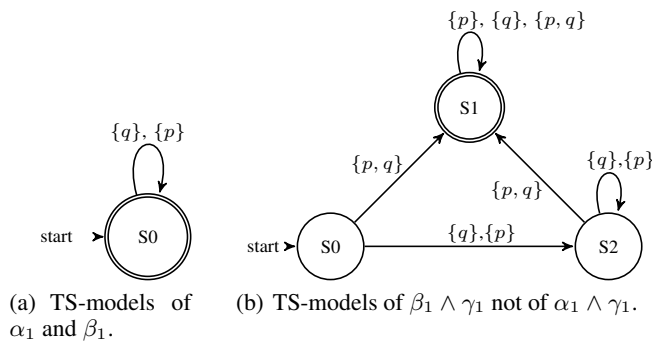 {p}, {q}, {p, q}
S1
{q}, {p}
{p, q}
{p, q}
{q},{p}
start
S0
start
S0
{q},{p}
S2
(a) TS-models of
α₁ and β₁.
(b) TS-models of β₁ ∧ γ₁ not of α₁ ∧ γ₁.